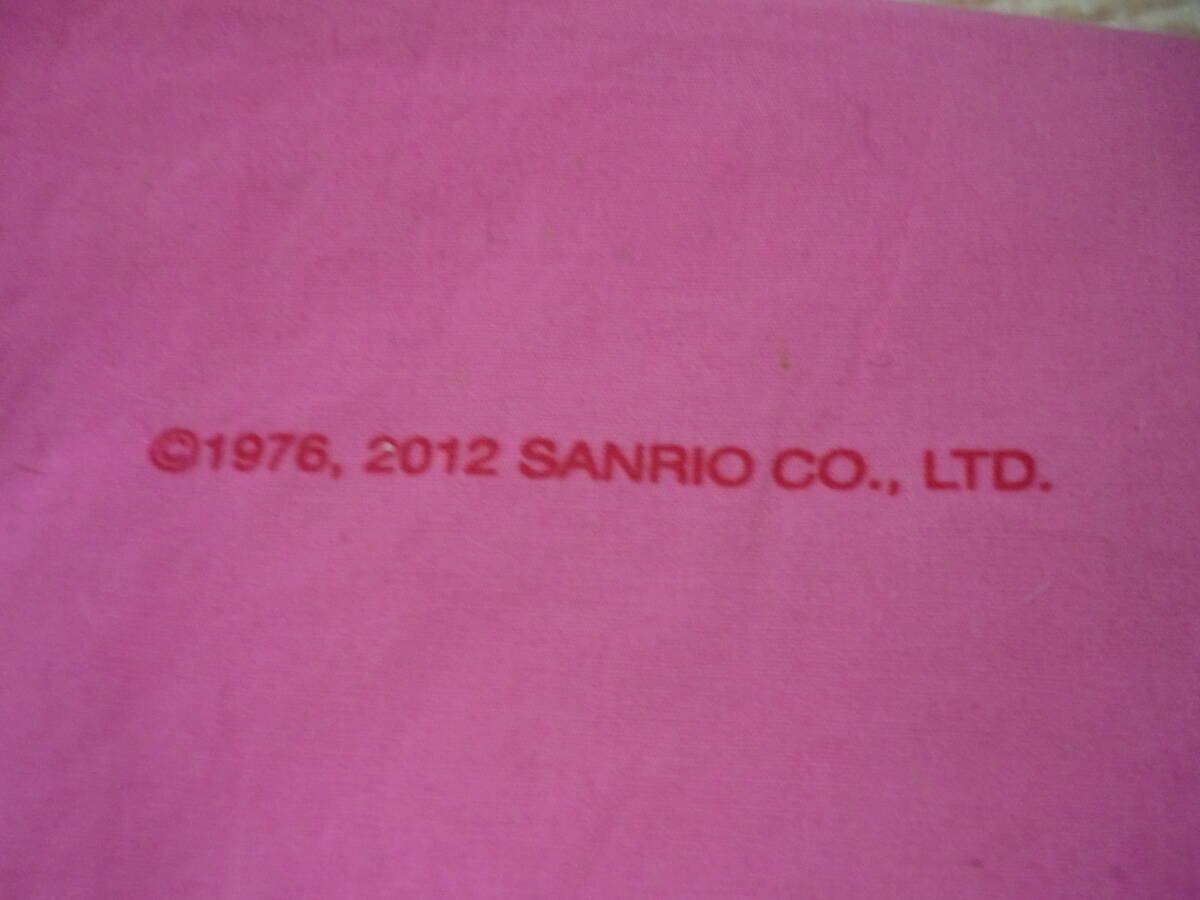 ©1976, 2012 SANRIO CO., LTD.